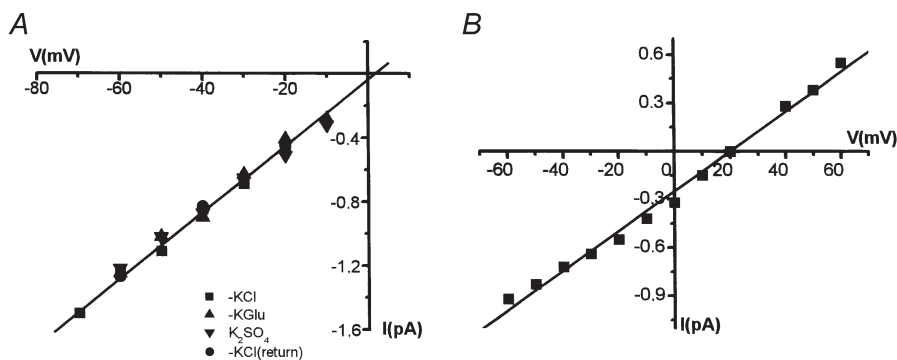 A
V(mV)
-80
-60
-40
-20
0
-0.4
-0.8
-1.2
-1.6
I(pA)
-KCl
-KGlu
K₂SO₄
-KCl(return)
B
0.6
0.3
V(mV)
-60
-40
-20
0
20
40
60
-0.3
-0.6
-0.9
I(pA)